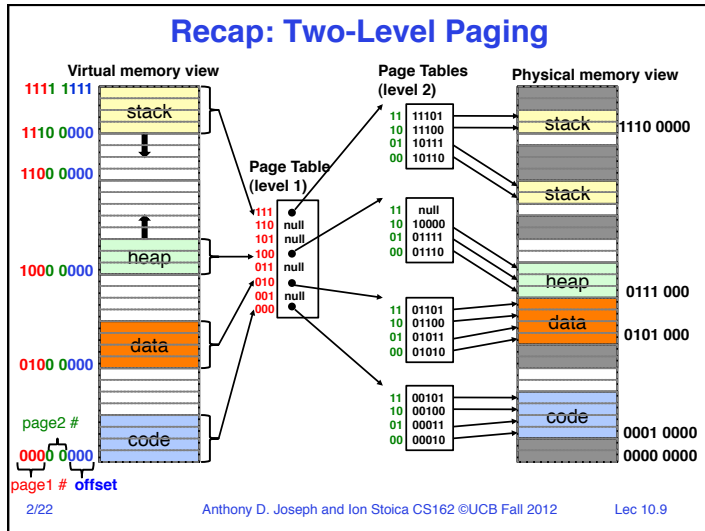 Recap: Two-Level Paging
Virtual memory view
1111 1111
stack
1110 0000
1100 0000
heap
1000 0000
data
0100 0000
page2 #
code
0000 0000
page1 # offset
Page Table
(level 1)
111
110 null
101 null
100
011 null
010
001 null
000
Page Tables
(level 2)
11 11101
10 11100
01 10111
00 10110
11 null
10 10000
01 01111
00 01110
11 01101
10 01100
01 01011
00 01010
11 00101
10 00100
01 00011
00 00010
Physical memory view
stack
1110 0000
stack
heap
0111 000
data
0101 000
code
0001 0000
0000 0000
2/22
Anthony D. Joseph and Ion Stoica CS162 ©UCB Fall 2012
Lec 10.9